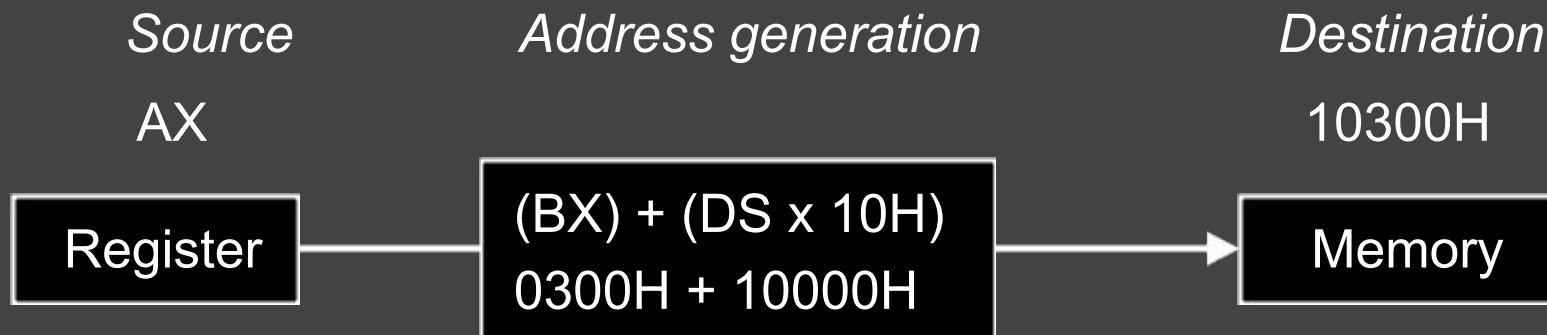 Source Address generation Destination
AX 10300H
Register
(BX) + (DS x 10H)
0300H + 10000H
Memory